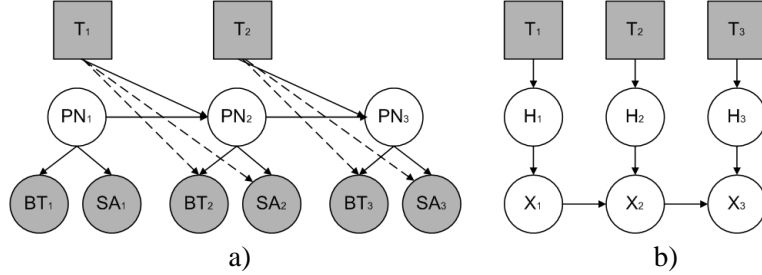 T₁ T₂ T₁ T₂ T₃
PN₁ PN₂ PN₃ H₁ H₂ H₃
BT₁ SA₁ BT₂ SA₂ BT₃ SA₃ X₁ X₂ X₃
a) b)